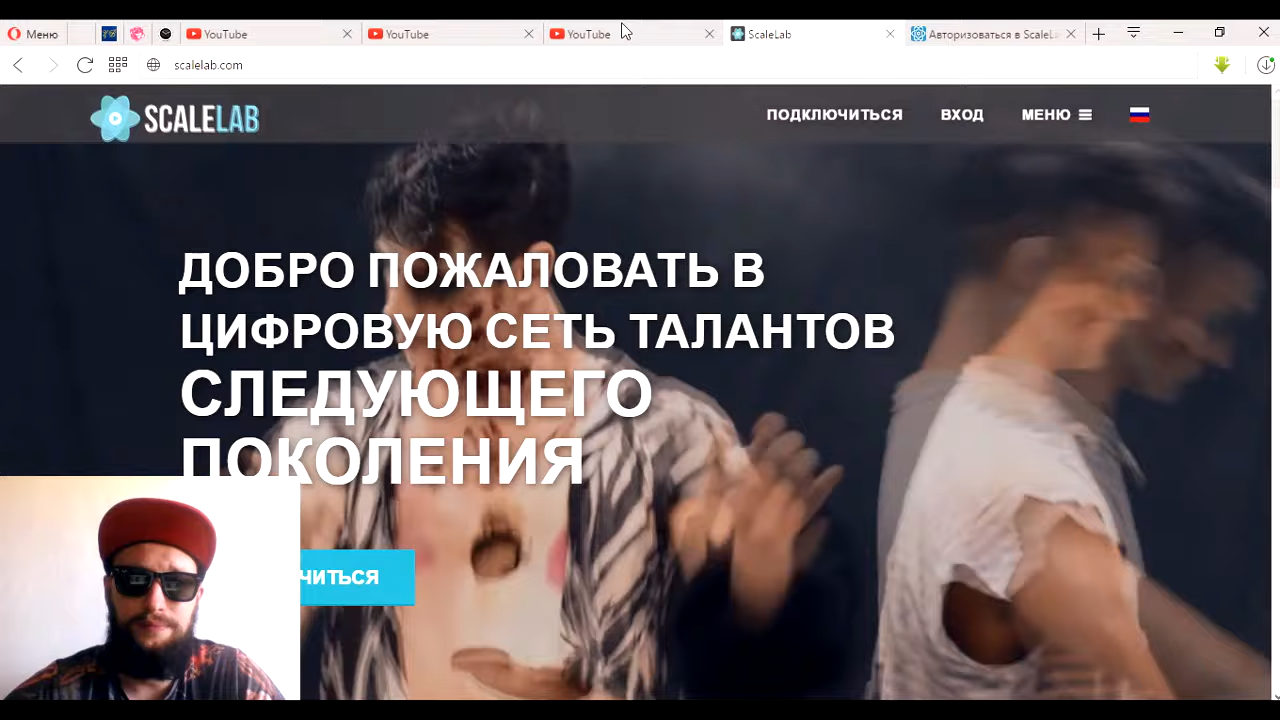 Меню
YouTube
YouTube
YouTube
ScaleLab
Авторизоваться в ScaleL
scalelab.com
SCALELAB
ПОДКЛЮЧИТЬСЯ
ВХОД
МЕНЮ
ДОБРО ПОЖАЛОВАТЬ В
ЦИФРОВУЮ СЕТЬ ТАЛАНТОВ
СЛЕДУЮЩЕГО
ПОКОЛЕНИЯ
ЧИТЬСЯ